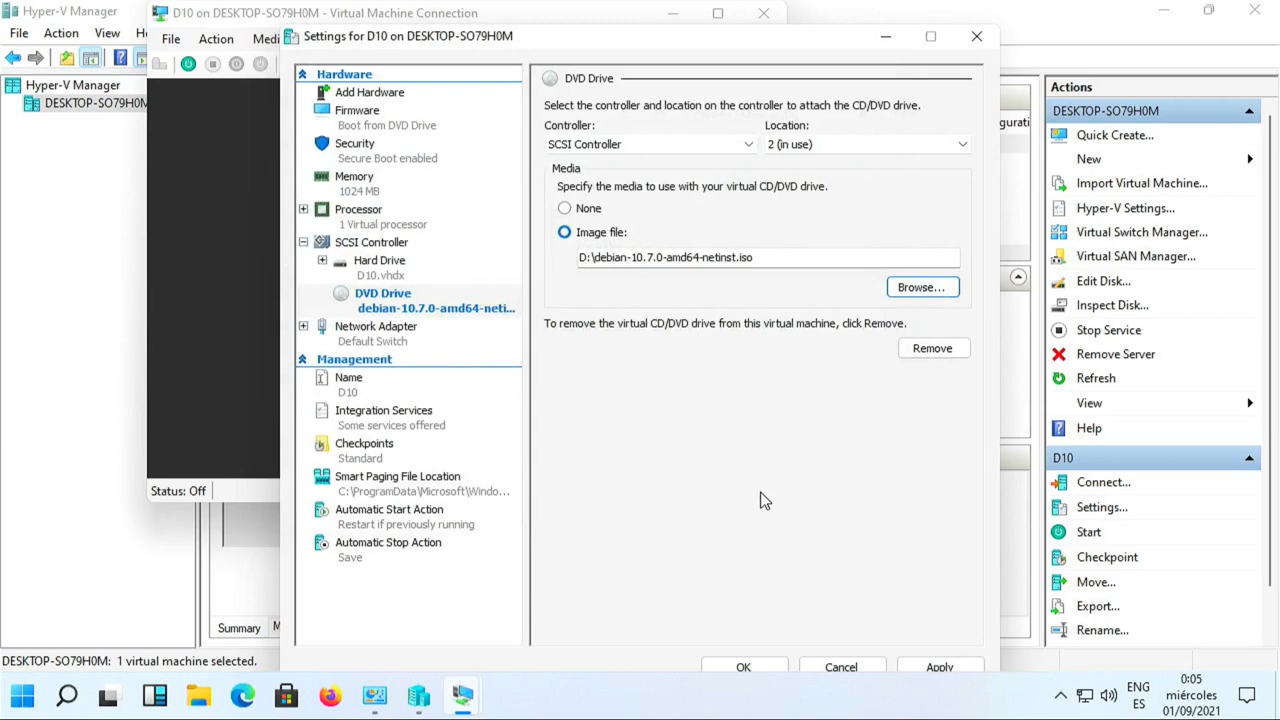 Hyper-V Manager
File Action View H
Hyper-V Manager
DESKTOP-SO79H0M
D10 on DESKTOP-SO79H0M - Virtual Machine Connection
File Action Medi
Status: Off
Summary
DESKTOP-SO79H0M: 1 virtual machine selected.
Settings for D10 on DESKTOP-SO79H0M
Hardware
Add Hardware
Firmware
Boot from DVD Drive
Security
Secure Boot enabled
Memory
1024 MB
Processor
1 Virtual processor
SCSI Controller
Hard Drive
D10.vhdx
DVD Drive
debian-10.7.0-amd64-neti...
Network Adapter
Default Switch
Management
Name
D10
Integration Services
Some services offered
Checkpoints
Standard
Smart Paging File Location
C:\ProgramData\Microsoft\Windo...
Automatic Start Action
Restart if previously running
Automatic Stop Action
Save
DVD Drive
Select the controller and location on the controller to attach the CD/DVD drive.
Controller: Location:
SCSI Controller 2 (in use)
Media
Specify the media to use with your virtual CD/DVD drive.
None
Image file:
D:\debian-10.7.0-amd64-netinst.iso
Browse...
To remove the virtual CD/DVD drive from this virtual machine, click Remove.
Remove
OK Cancel Apply
gurati
Actions
DESKTOP-SO79H0M
Quick Create...
New
Import Virtual Machine...
Hyper-V Settings...
Virtual Switch Manager...
Virtual SAN Manager...
Edit Disk...
Inspect Disk...
Stop Service
Remove Server
Refresh
View
Help
D10
Connect...
Settings...
Start
Checkpoint
Move...
Export...
Rename...
ENG
ES
0:05
miércoles
01/09/2021